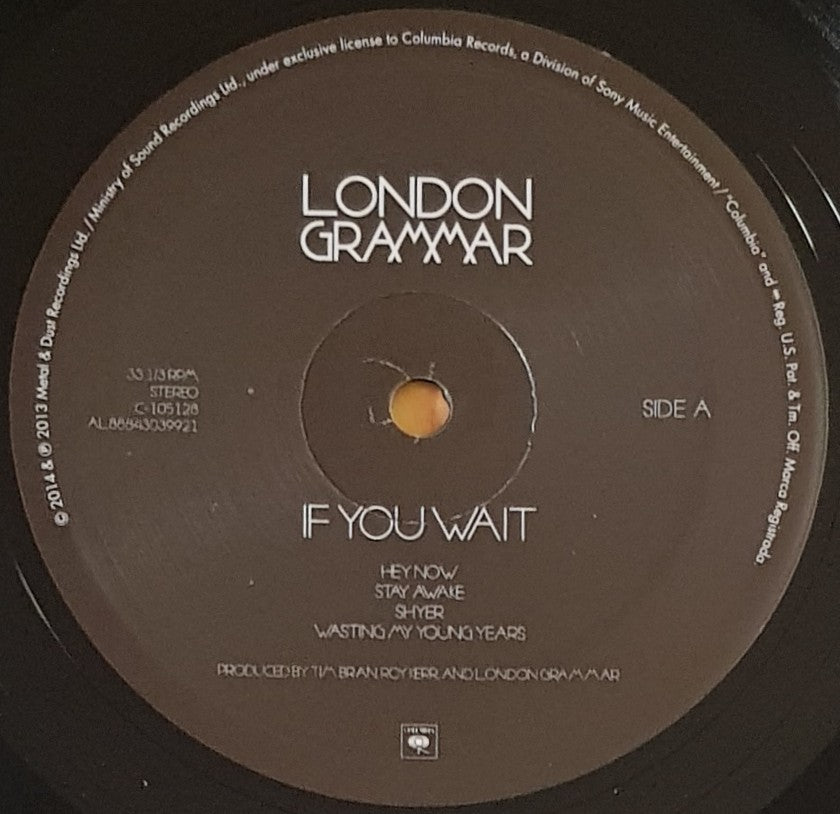 ℗ 2014 & ℗ 2013 Metal & Dust Recordings Ltd. / Ministry of Sound Recordings Ltd., under exclusive license to Columbia Records, a Division of Sony Music Entertainment / "Columbia" and Reg. U.S. Pat. & Tm. Off. Marca Registrada.
LONDON
GRAMMAR
33 1/3 RPM
STEREO
C-105128
AL88843039921
SIDE A
IF YOU WAIT
HEY NOW
STAY AWAKE
SHYER
WASTING MY YOUNG YEARS
PRODUCED BY TIM BRAN ROY KERR AND LONDON GRAMMAR
COLUMBIA